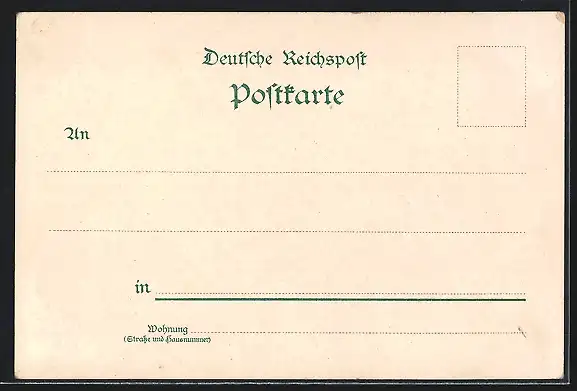 Deutſche Reichspoſt
Poſtkarte
An
in
Wohnung
(Straße und Hausnummer)